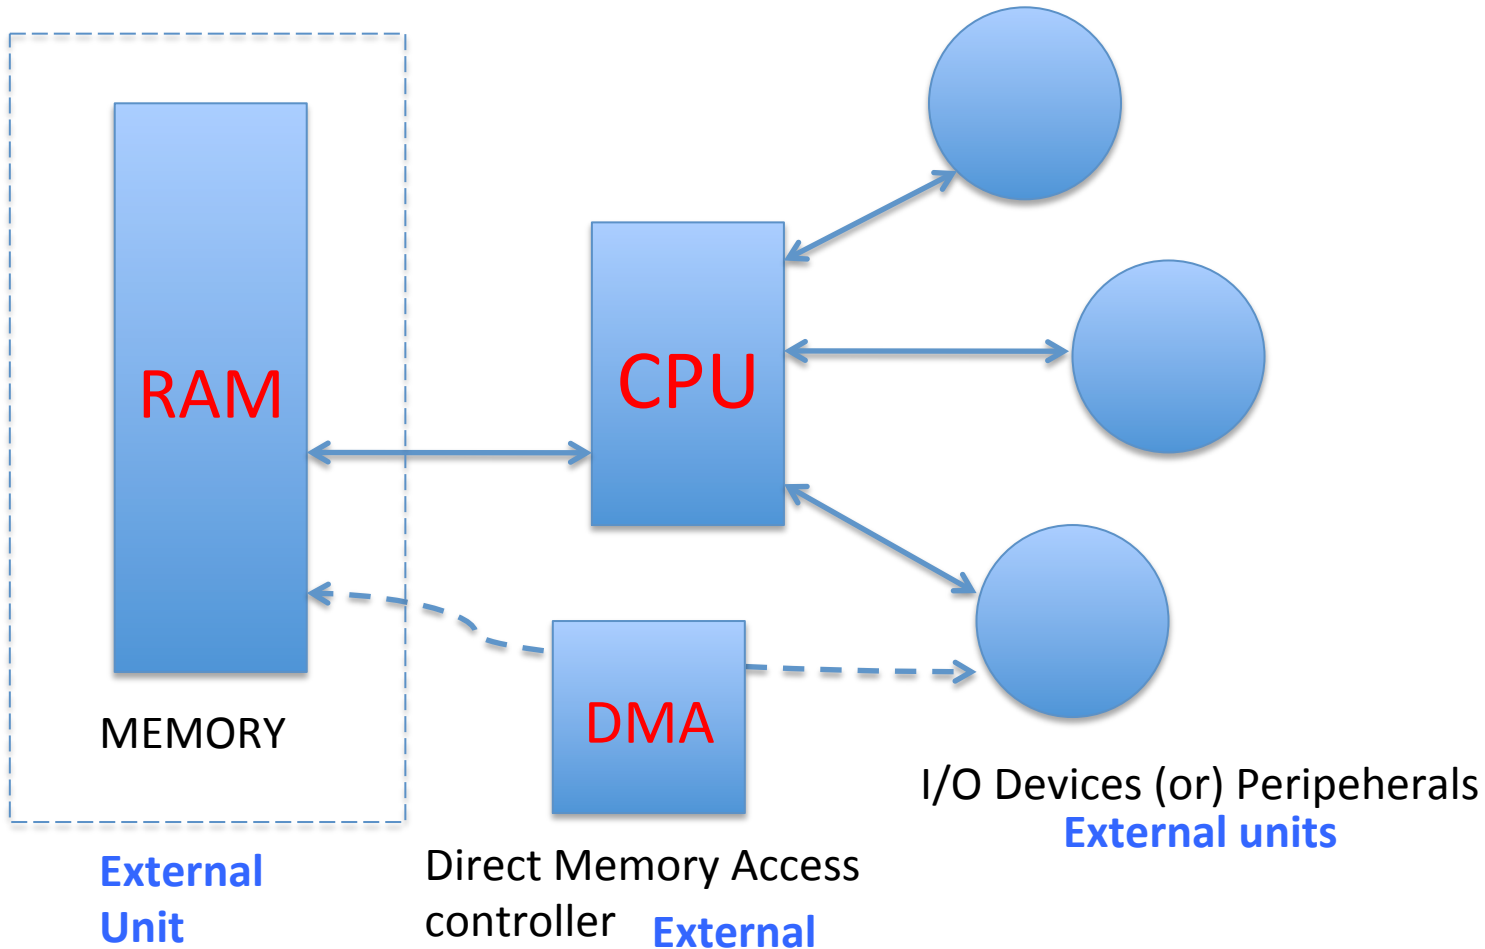 RAM
CPU
DMA
MEMORY
I/O Devices (or) Peripeherals
External units
External
Unit
Direct Memory Access
controller
External